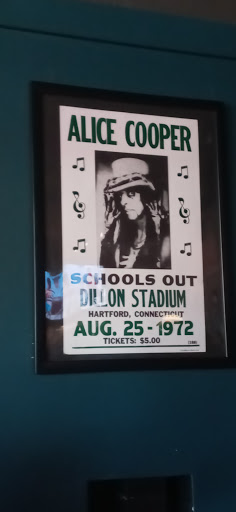 ALICE COOPER
SCHOOLS OUT
DILLON STADIUM
HARTFORD, CONNECTICUT
AUG. 25 - 1972
TICKETS: $5.00